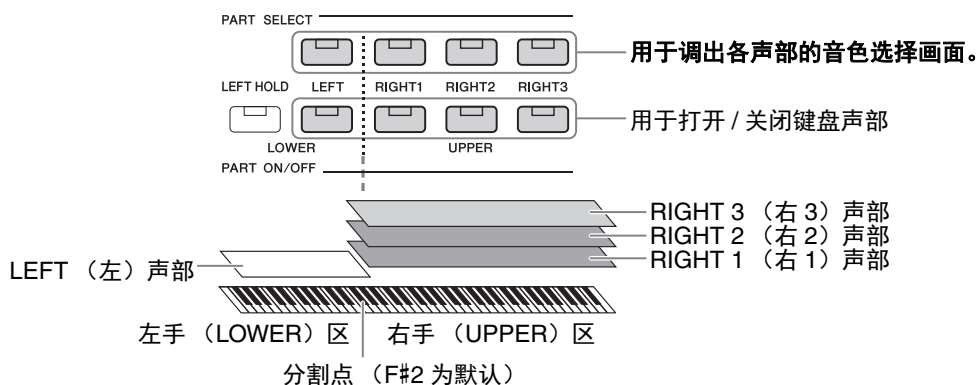 PART SELECT
用于调出各声部的音色选择画面。
LEFT HOLD LEFT RIGHT1 RIGHT2 RIGHT3
用于打开 / 关闭键盘声部
LOWER UPPER
PART ON/OFF
RIGHT 3 （右 3）声部
RIGHT 2 （右 2）声部
RIGHT 1 （右 1）声部
LEFT （左）声部
左手 （LOWER）区 右手 （UPPER）区
分割点 （F♯2 为默认）